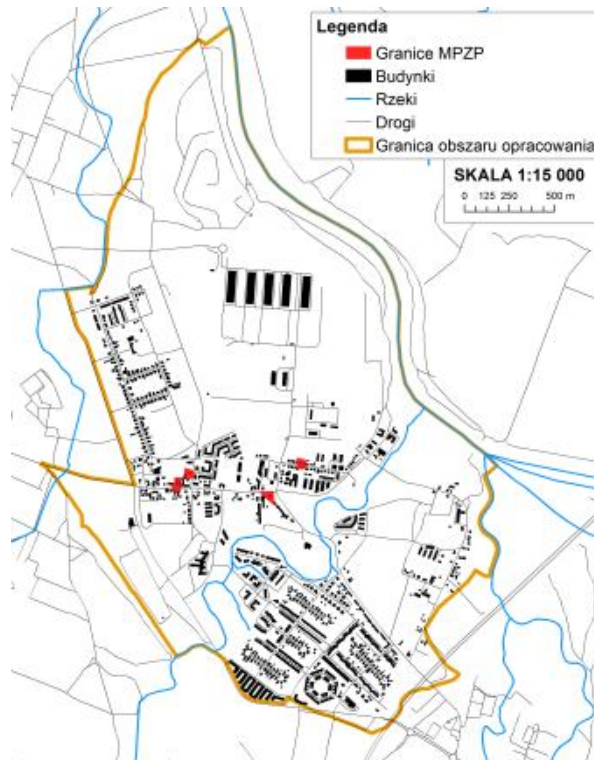 Legenda
Granice MPZP
Budynki
Rzeki
Drogi
Granica obszaru opracowania
SKALA 1:15 000
0 125 250 500 m